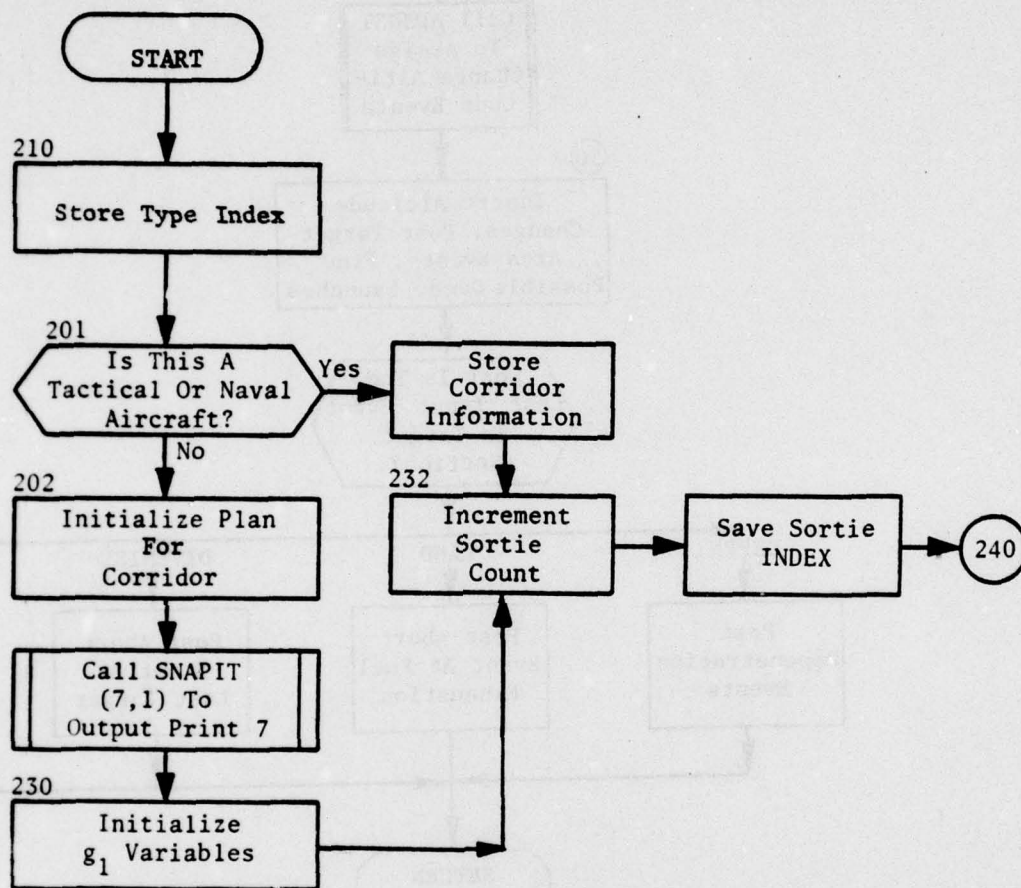 START
210
Store Type Index
201
Is This A
Tactical Or Naval
Aircraft?
Yes
No
Store
Corridor
Information
202
Initialize Plan
For
Corridor
232
Increment
Sortie
Count
Save Sortie
INDEX
240
Call SNAPIT
(7,1) To
Output Print 7
230
Initialize
g1 Variables